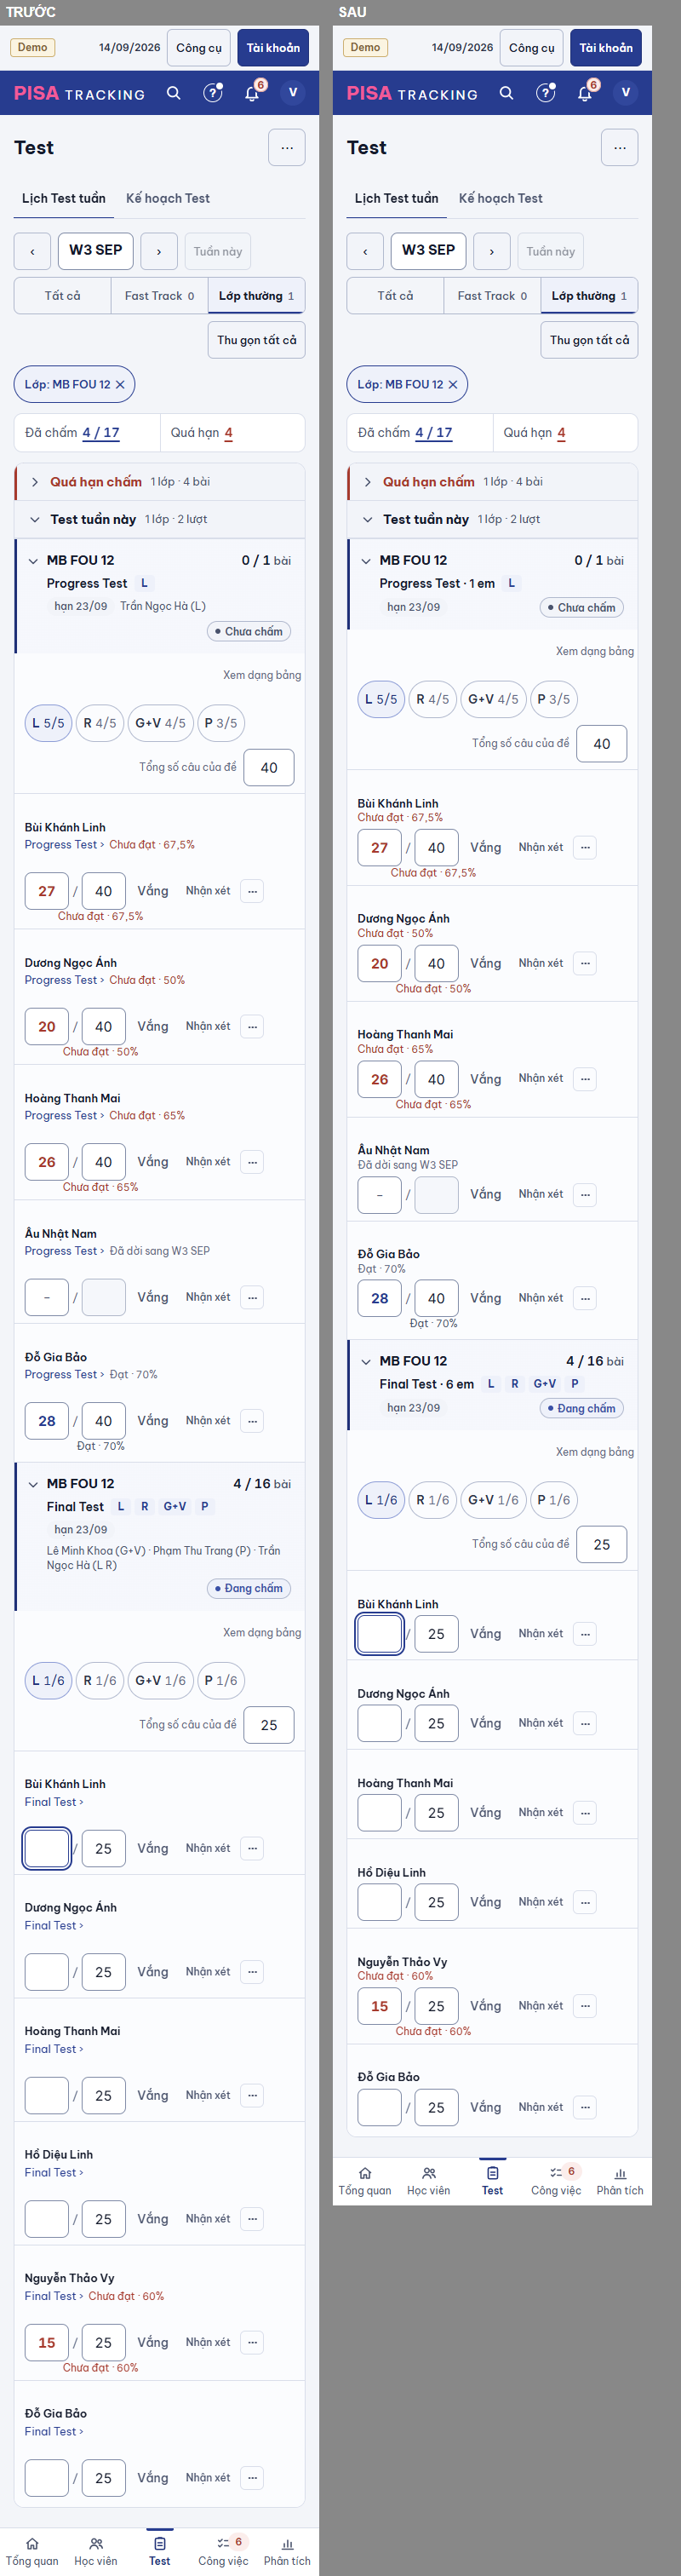 TRƯỚC
Demo 14/09/2026 Công cụ Tài khoản
PISA TRACKING ? 6 V
Test ...
Lịch Test tuần Kế hoạch Test
‹ W3 SEP › Tuần này
Tất cả Fast Track 0 Lớp thường 1
Thu gọn tất cả
Lớp: MB FOU 12 ×
Đã chấm 4 / 17 Quá hạn 4
Quá hạn chấm 1 lớp · 4 bài
Test tuần này 1 lớp · 2 lượt
MB FOU 12 0 / 1 bài
Progress Test L
hạn 23/09 Trần Ngọc Hà (L)
Chưa chấm
Xem dạng bảng
L 5/5 R 4/5 G+V 4/5 P 3/5
Tổng số câu của đề 40
Bùi Khánh Linh
Progress Test › Chưa đạt · 67,5%
27 / 40 Vắng Nhận xét ...
Chưa đạt · 67,5%
Dương Ngọc Ánh
Progress Test › Chưa đạt · 50%
20 / 40 Vắng Nhận xét ...
Chưa đạt · 50%
Hoàng Thanh Mai
Progress Test › Chưa đạt · 65%
26 / 40 Vắng Nhận xét ...
Chưa đạt · 65%
Âu Nhật Nam
Progress Test › Đã dời sang W3 SEP
- / Vắng Nhận xét ...
Đỗ Gia Bảo
Progress Test › Đạt · 70%
28 / 40 Vắng Nhận xét ...
Đạt · 70%
MB FOU 12 4 / 16 bài
Final Test L R G+V P
hạn 23/09
Lê Minh Khoa (G+V) · Phạm Thu Trang (P) · Trần
Ngọc Hà (L R)
Đang chấm
Xem dạng bảng
L 1/6 R 1/6 G+V 1/6 P 1/6
Tổng số câu của đề 25
Bùi Khánh Linh
Final Test ›
/ 25 Vắng Nhận xét ...
Dương Ngọc Ánh
Final Test ›
/ 25 Vắng Nhận xét ...
Hoàng Thanh Mai
Final Test ›
/ 25 Vắng Nhận xét ...
Hồ Diệu Linh
Final Test ›
/ 25 Vắng Nhận xét ...
Nguyễn Thảo Vy
Final Test › Chưa đạt · 60%
15 / 25 Vắng Nhận xét ...
Chưa đạt · 60%
Đỗ Gia Bảo
Final Test ›
/ 25 Vắng Nhận xét ...
Tổng quan Học viên Test Công việc 6 Phân tích
SAU
Demo 14/09/2026 Công cụ Tài khoản
PISA TRACKING ? 6 V
Test ...
Lịch Test tuần Kế hoạch Test
‹ W3 SEP › Tuần này
Tất cả Fast Track 0 Lớp thường 1
Thu gọn tất cả
Lớp: MB FOU 12 ×
Đã chấm 4 / 17 Quá hạn 4
Quá hạn chấm 1 lớp · 4 bài
Test tuần này 1 lớp · 2 lượt
MB FOU 12 0 / 1 bài
Progress Test · 1 em L
hạn 23/09 Chưa chấm
Xem dạng bảng
L 5/5 R 4/5 G+V 4/5 P 3/5
Tổng số câu của đề 40
Bùi Khánh Linh
Chưa đạt · 67,5%
27 / 40 Vắng Nhận xét ...
Chưa đạt · 67,5%
Dương Ngọc Ánh
Chưa đạt · 50%
20 / 40 Vắng Nhận xét ...
Chưa đạt · 50%
Hoàng Thanh Mai
Chưa đạt · 65%
26 / 40 Vắng Nhận xét ...
Chưa đạt · 65%
Âu Nhật Nam
Đã dời sang W3 SEP
- / Vắng Nhận xét ...
Đỗ Gia Bảo
Đạt · 70%
28 / 40 Vắng Nhận xét ...
Đạt · 70%
MB FOU 12 4 / 16 bài
Final Test · 6 em L R G+V P
hạn 23/09 Đang chấm
Xem dạng bảng
L 1/6 R 1/6 G+V 1/6 P 1/6
Tổng số câu của đề 25
Bùi Khánh Linh
/ 25 Vắng Nhận xét ...
Dương Ngọc Ánh
/ 25 Vắng Nhận xét ...
Hoàng Thanh Mai
/ 25 Vắng Nhận xét ...
Hồ Diệu Linh
/ 25 Vắng Nhận xét ...
Nguyễn Thảo Vy
Chưa đạt · 60%
15 / 25 Vắng Nhận xét ...
Chưa đạt · 60%
Đỗ Gia Bảo
/ 25 Vắng Nhận xét ...
Tổng quan Học viên Test Công việc 6 Phân tích